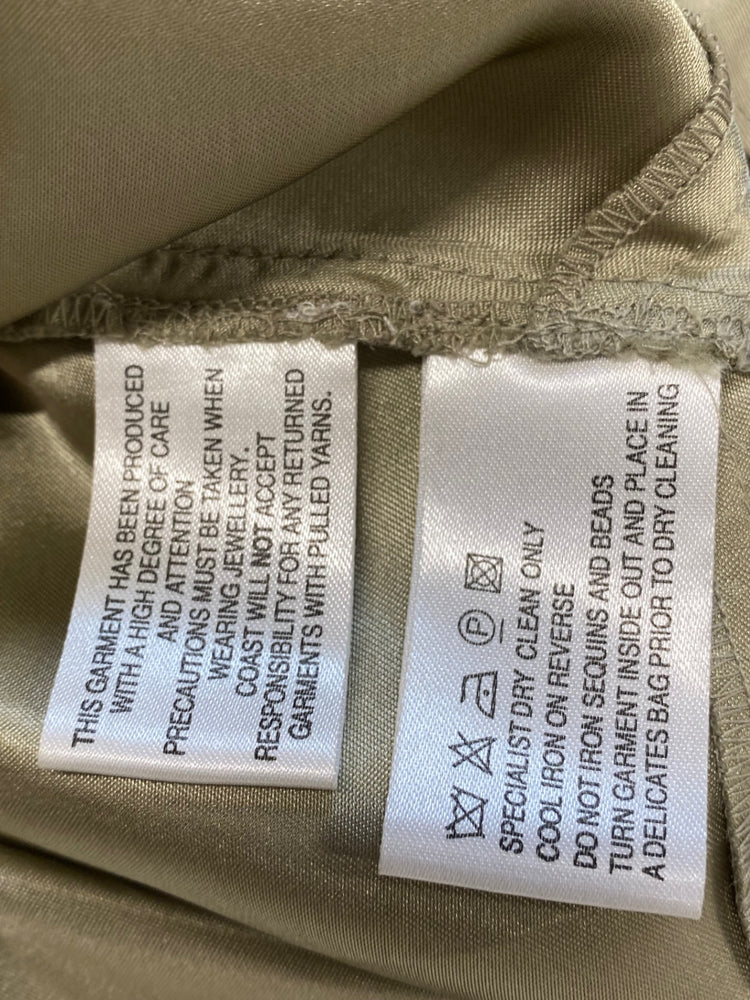 THIS GARMENT HAS BEEN PRODUCED
WITH A HIGH DEGREE OF CARE
AND ATTENTION
PRECAUTIONS MUST BE TAKEN WHEN
WEARING JEWELLERY.
COAST WILL NOT ACCEPT
RESPONSIBILITY FOR ANY RETURNED
GARMENTS WITH PULLED YARNS.
P
SPECIALIST DRY CLEAN ONLY
COOL IRON ON REVERSE
DO NOT IRON SEQUINS AND BEADS
TURN GARMENT INSIDE OUT AND PLACE IN
A DELICATES BAG PRIOR TO DRY CLEANING